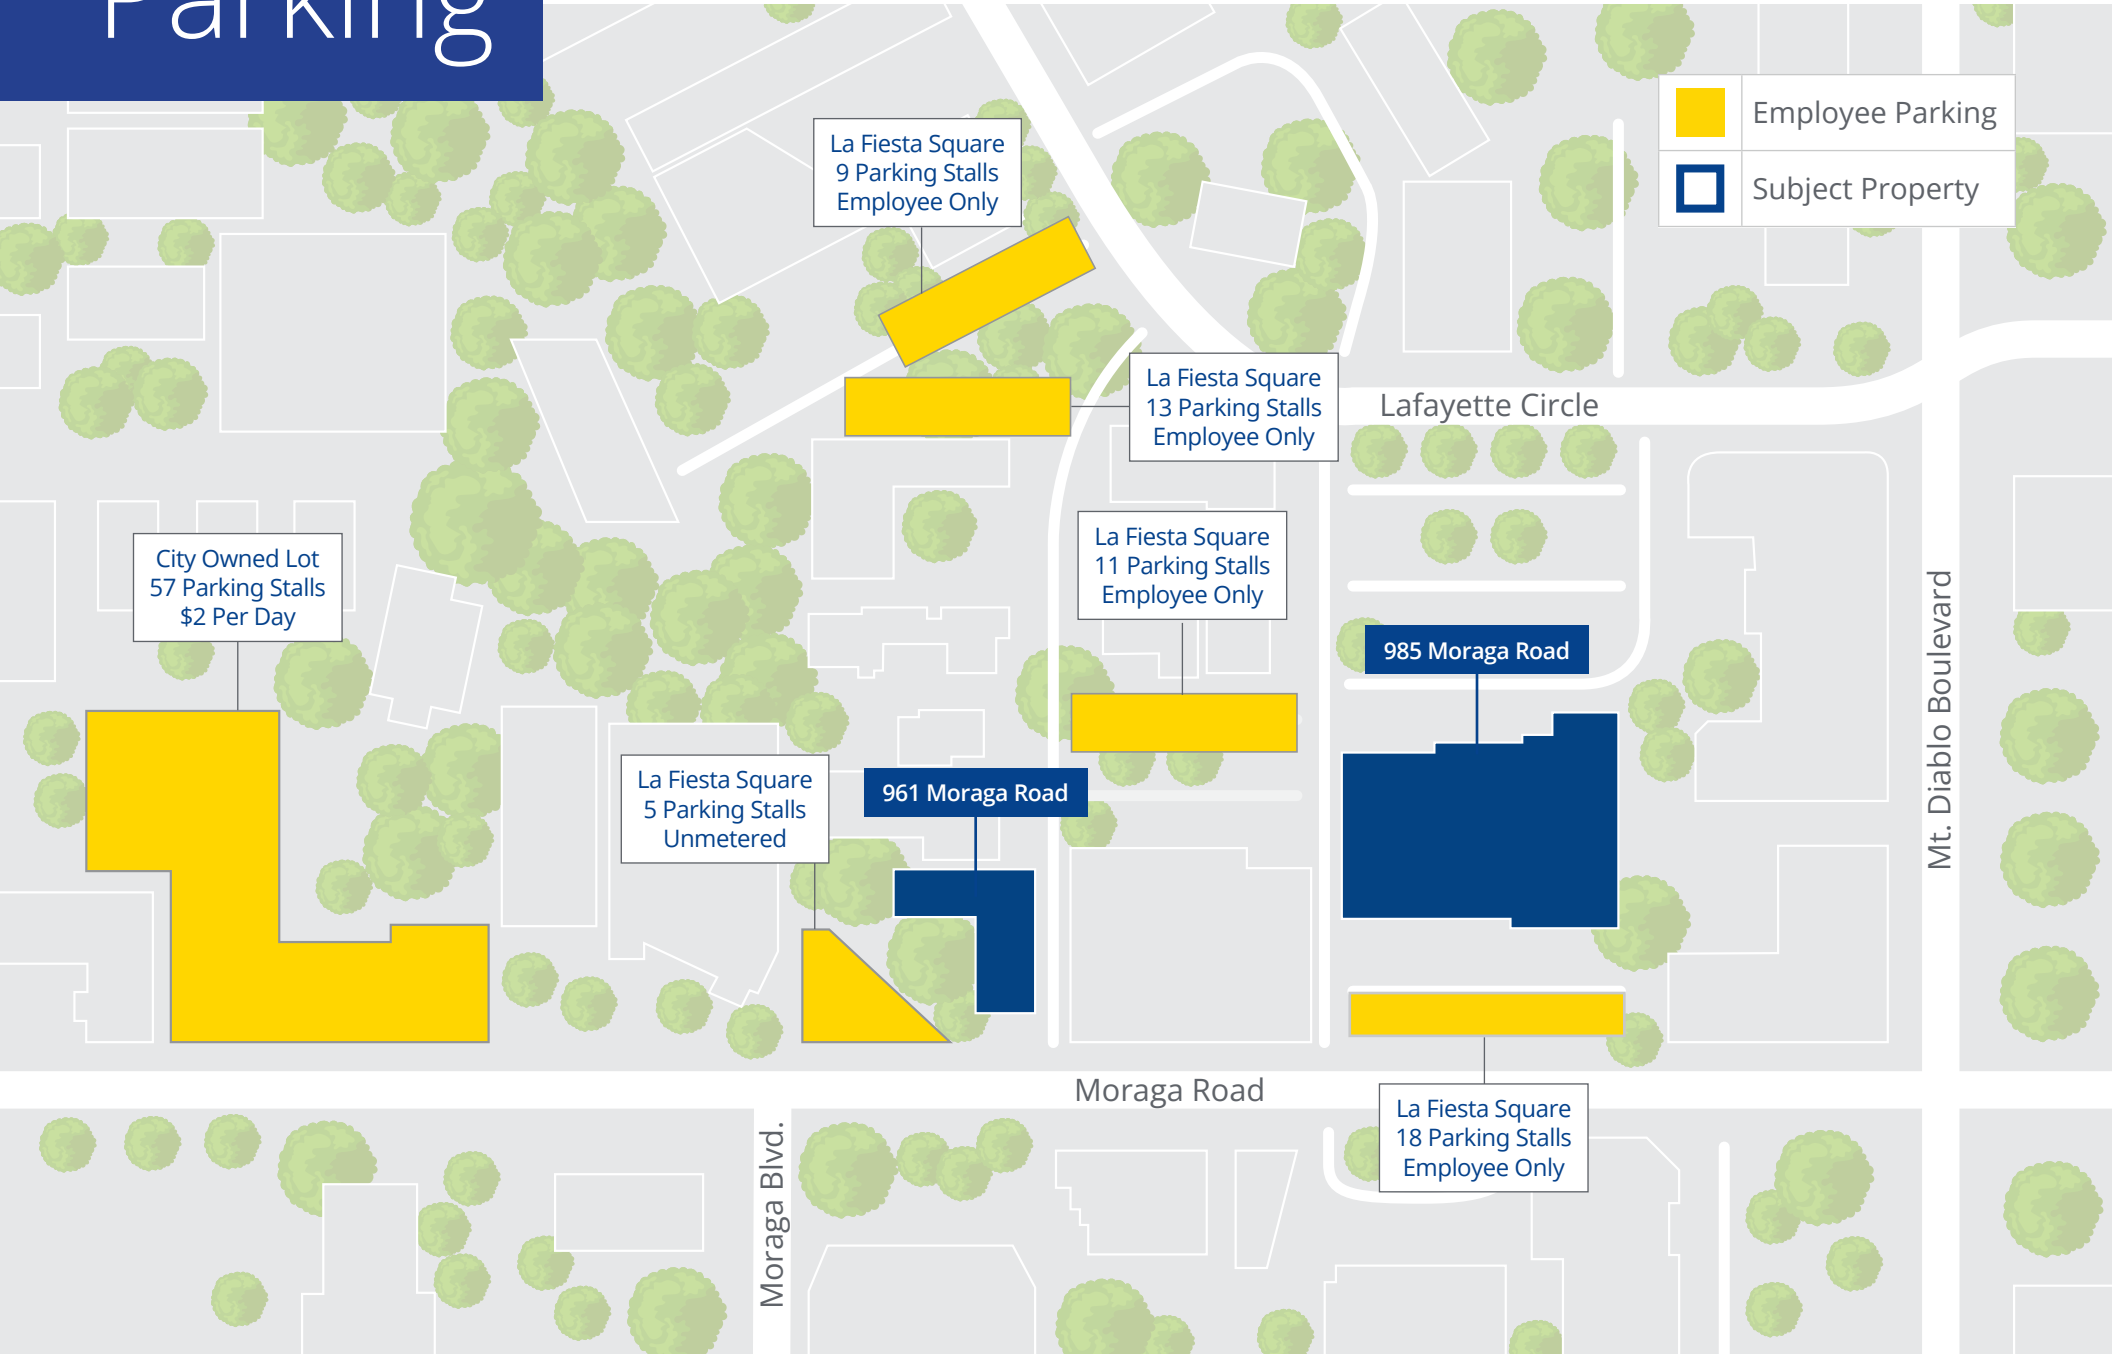 Parking
Employee Parking
Subject Property
La Fiesta Square
9 Parking Stalls
Employee Only
La Fiesta Square
13 Parking Stalls
Employee Only
Lafayette Circle
La Fiesta Square
11 Parking Stalls
Employee Only
City Owned Lot
57 Parking Stalls
$2 Per Day
985 Moraga Road
Mt. Diablo Boulevard
La Fiesta Square
5 Parking Stalls
Unmetered
961 Moraga Road
Moraga Road
La Fiesta Square
18 Parking Stalls
Employee Only
Moraga Blvd.